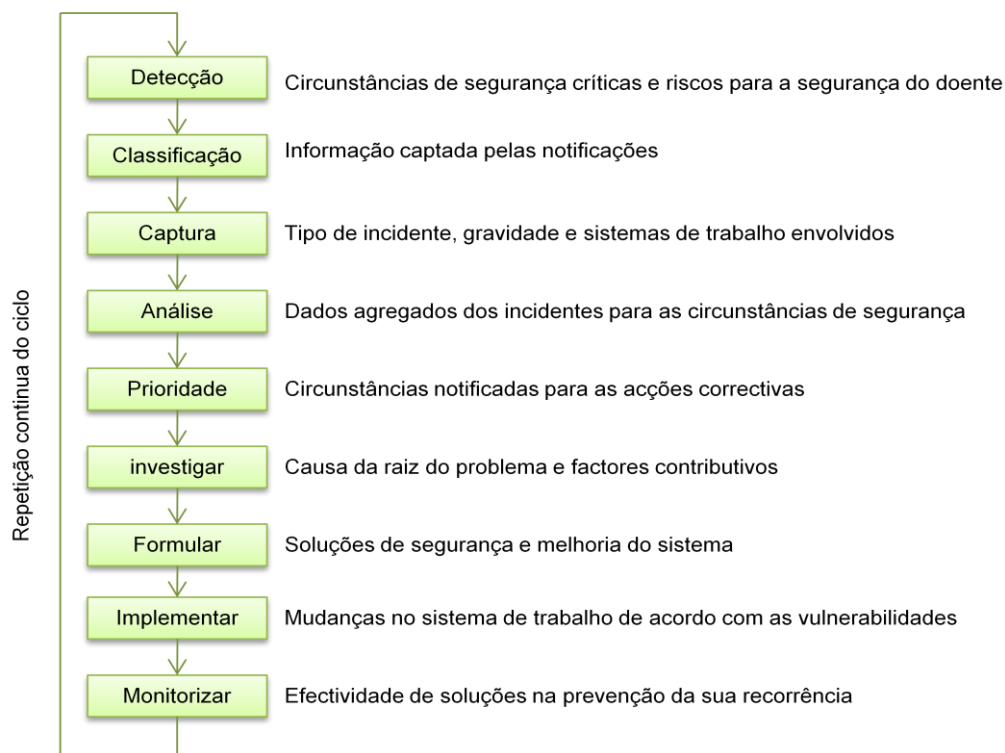 Detecção
Circunstâncias de segurança críticas e riscos para a segurança do doente
Classificação
Informação captada pelas notificações
Captura
Tipo de incidente, gravidade e sistemas de trabalho envolvidos
Análise
Dados agregados dos incidentes para as circunstâncias de segurança
Prioridade
Circunstâncias notificadas para as acções correctivas
investigar
Causa da raiz do problema e factores contributivos
Formular
Soluções de segurança e melhoria do sistema
Implementar
Mudanças no sistema de trabalho de acordo com as vulnerabilidades
Monitorizar
Efectividade de soluções na prevenção da sua recorrência
Repetição continua do ciclo